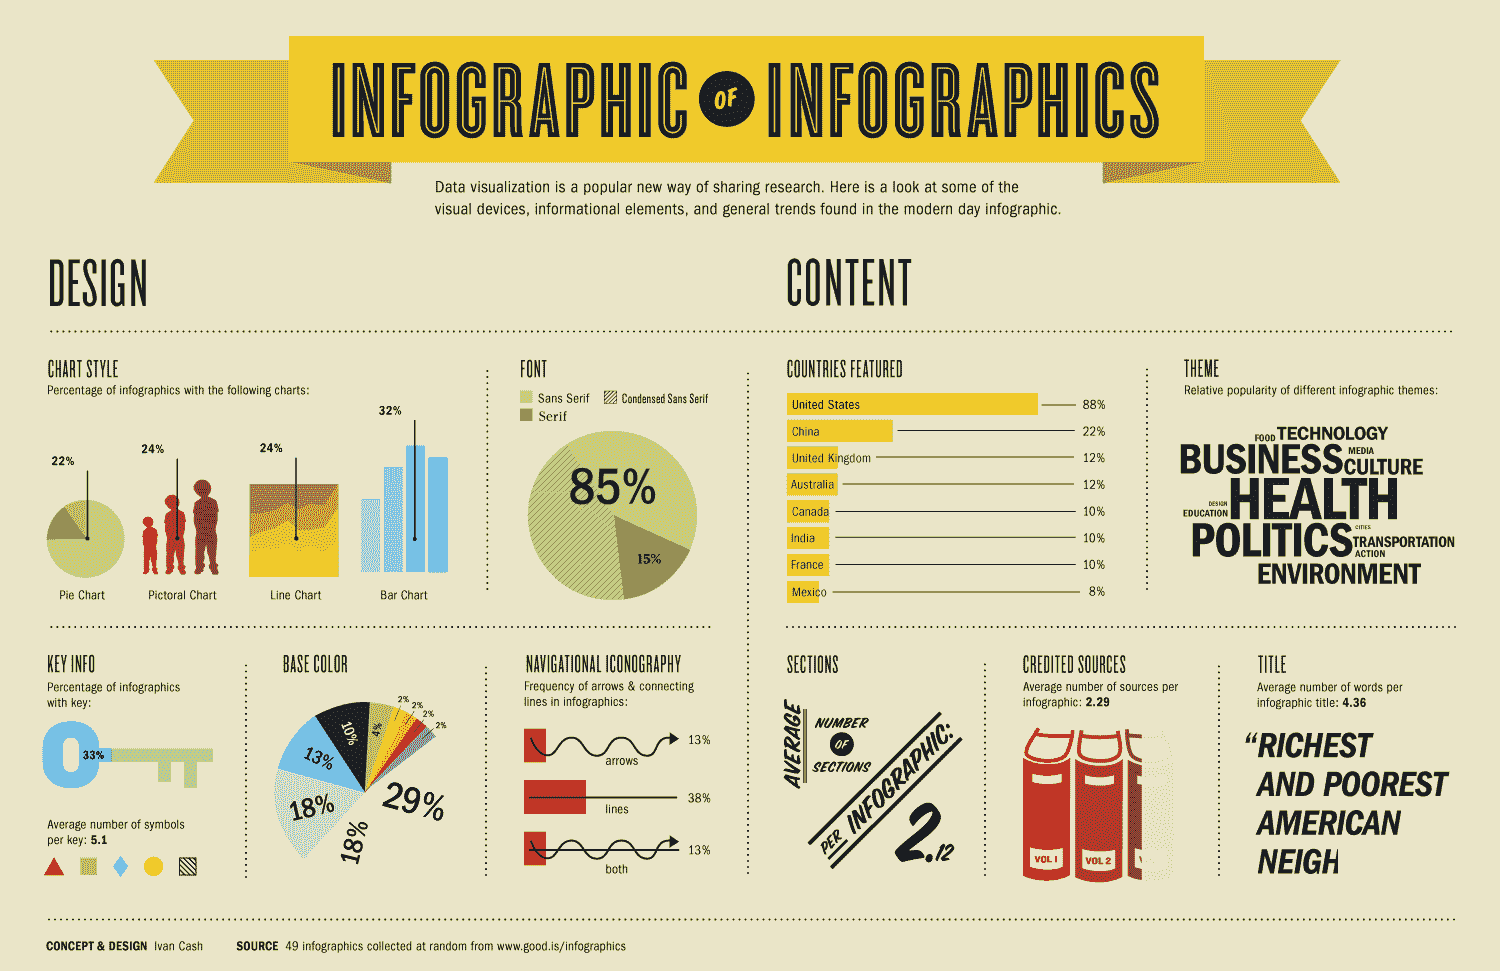 INFOGRAPHIC OF INFOGRAPHICS
Data visualization is a popular new way of sharing research. Here is a look at some of the
visual devices, informational elements, and general trends found in the modern day infographic.
DESIGN
CHART STYLE
Percentage of infographics with the following charts:
22%
24%
24%
32%
Pie Chart
Pictoral Chart
Line Chart
Bar Chart
FONT
Sans Serif
Condensed Sans Serif
Serif
85%
15%
KEY INFO
Percentage of infographics
with key:
33%
Average number of symbols
per key: 5.1
BASE COLOR
2%
2%
2%
2%
4%
10%
13%
18%
18%
29%
NAVIGATIONAL ICONOGRAPHY
Frequency of arrows & connecting
lines in infographics:
13%
arrows
38%
lines
13%
both
CONTENT
COUNTRIES FEATURED
United States 88%
China 22%
United Kingdom 12%
Australia 12%
Canada 10%
India 10%
France 10%
Mexico 8%
THEME
Relative popularity of different infographic themes:
FOOD TECHNOLOGY
BUSINESS MEDIA
CULTURE
DESIGN
EDUCATION HEALTH
POLITICS CITIES
TRANSPORTATION
ACTION
ENVIRONMENT
SECTIONS
AVERAGE
NUMBER
OF
SECTIONS
PER INFOGRAPHIC:
2.12
CREDITED SOURCES
Average number of sources per
infographic: 2.29
VOL 1
VOL 2
V
TITLE
Average number of words per
infographic title: 4.36
“RICHEST
AND POOREST
AMERICAN
NEIGH
CONCEPT & DESIGN Ivan Cash
SOURCE 49 infographics collected at random from www.good.is/infographics